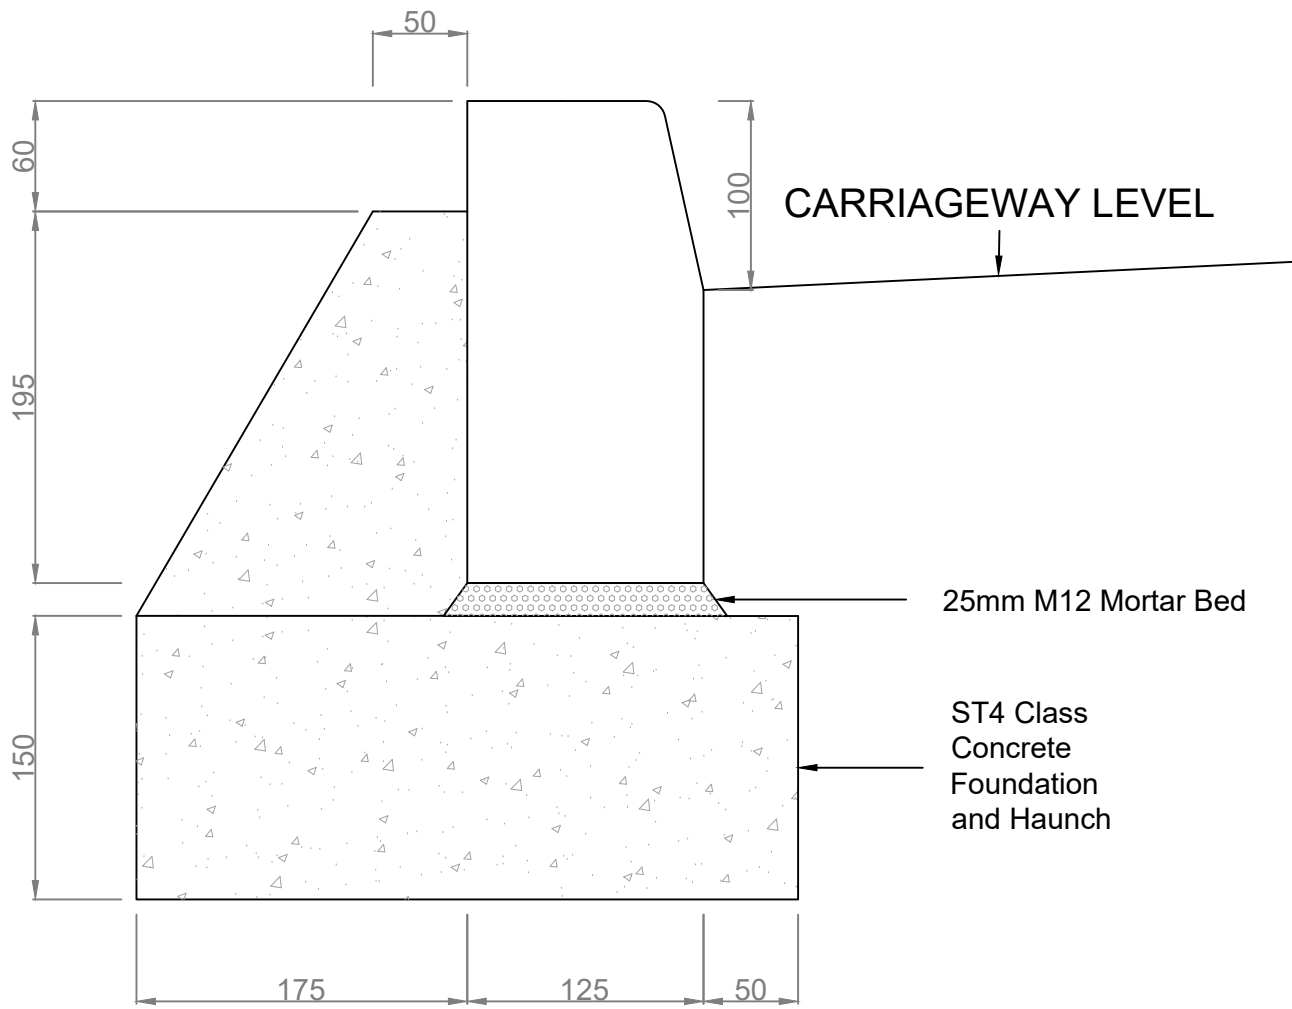 50
60
100
CARRIAGEWAY LEVEL
195
25mm M12 Mortar Bed
ST4 Class
Concrete
Foundation
and Haunch
150
175
125
50